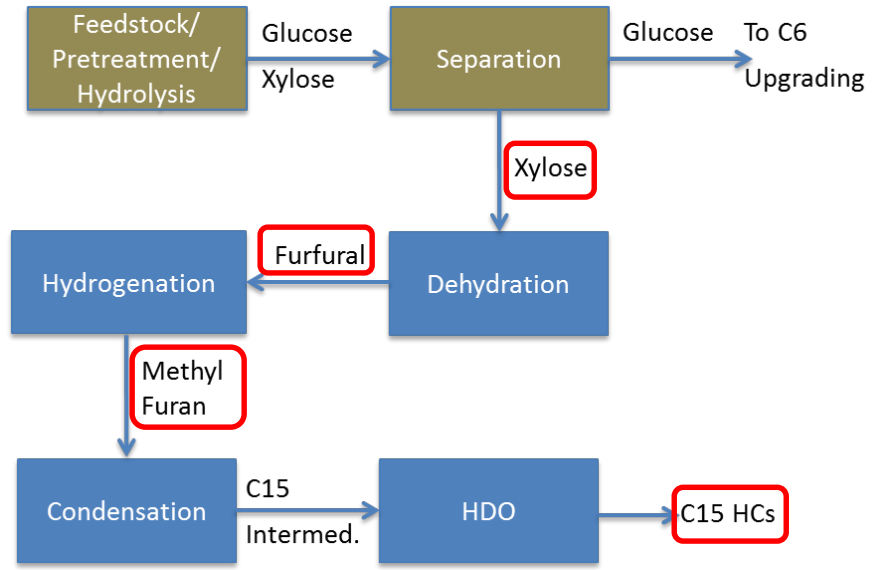 Feedstock/
Pretreatment/
Hydrolysis
Glucose
Xylose
Separation
Glucose
To C6
Upgrading
Xylose
Hydrogenation
Furfural
Dehydration
Methyl
Furan
Condensation
C15
Intermed.
HDO
C15 HCs